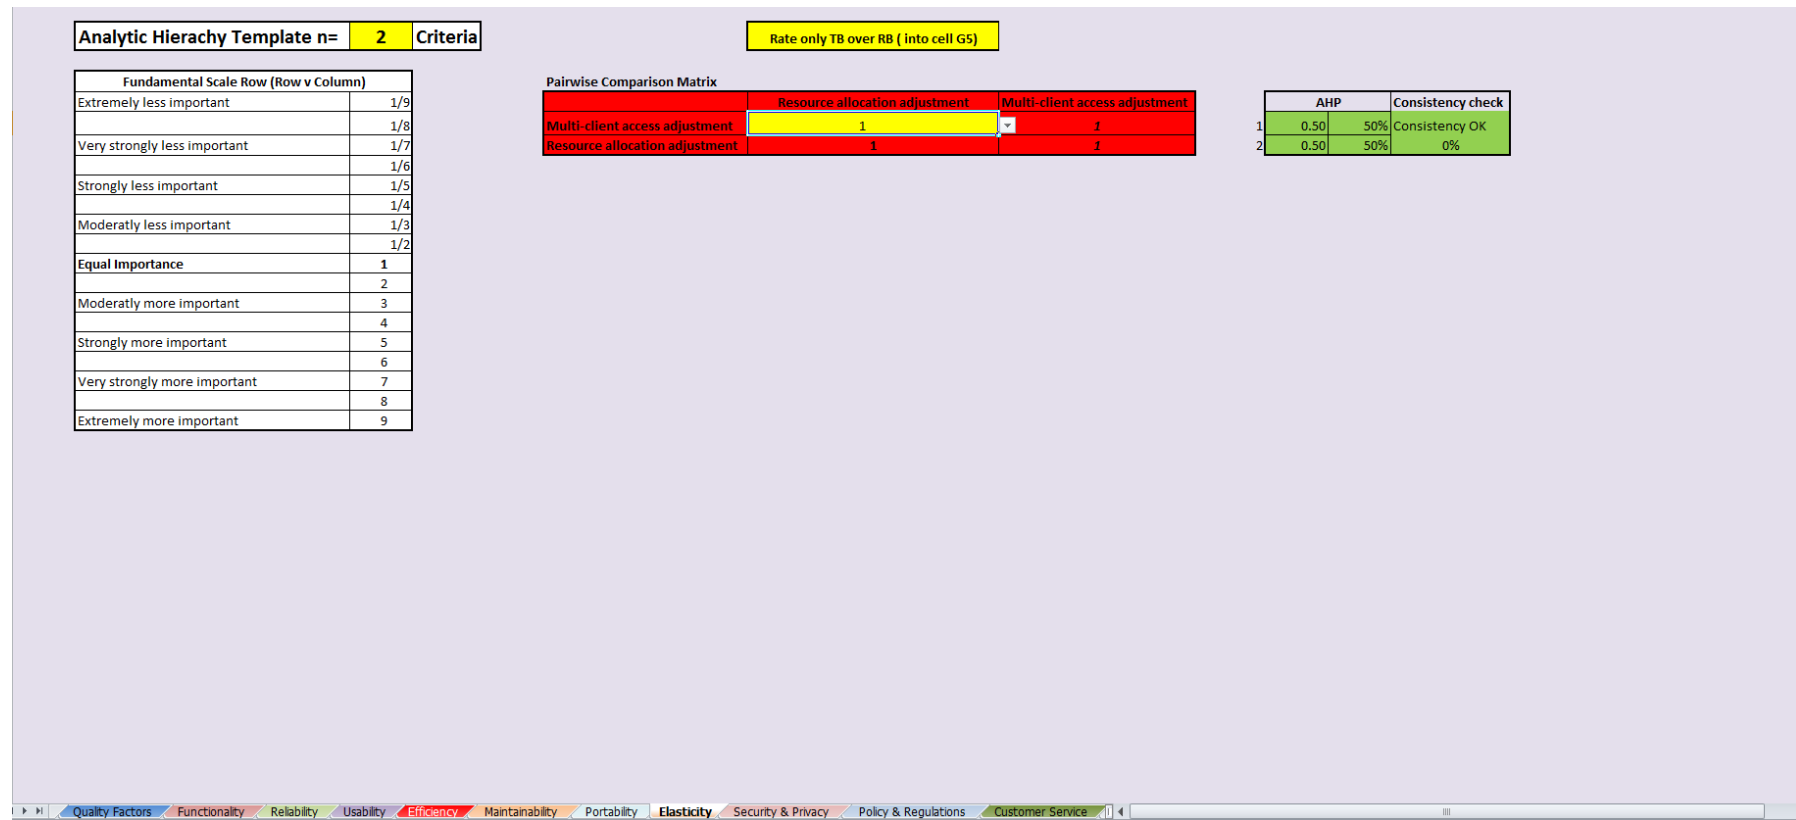 Analytic Hierachy Template n= 2 Criteria
Rate only TB over RB ( into cell G5)
Fundamental Scale Row (Row v Column)
Extremely less important 1/9
1/8
Very strongly less important 1/7
1/6
Strongly less important 1/5
1/4
Moderatly less important 1/3
1/2
Equal Importance 1
2
Moderatly more important 3
4
Strongly more important 5
6
Very strongly more important 7
8
Extremely more important 9
Pairwise Comparison Matrix
Resource allocation adjustment Multi-client access adjustment
Multi-client access adjustment 1 1
Resource allocation adjustment 1 1
AHP Consistency check
1 0.50 50% Consistency OK
2 0.50 50% 0%
Quality Factors Functionality Reliability Usability Efficiency Maintainability Portability Elasticity Security & Privacy Policy & Regulations Customer Service